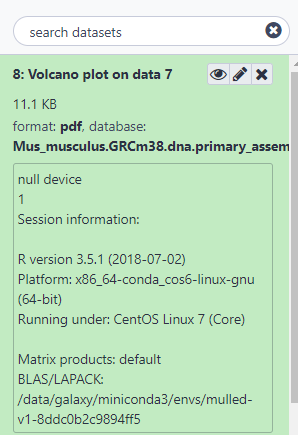 search datasets
8: Volcano plot on data 7
11.1 KB
format: pdf, database:
Mus_musculus.GRCm38.dna.primary_assem
null device
1
Session information:
R version 3.5.1 (2018-07-02)
Platform: x86_64-conda_cos6-linux-gnu
(64-bit)
Running under: CentOS Linux 7 (Core)
Matrix products: default
BLAS/LAPACK:
/data/galaxy/miniconda3/envs/mulled-
v1-8ddc0b2c9894ff5